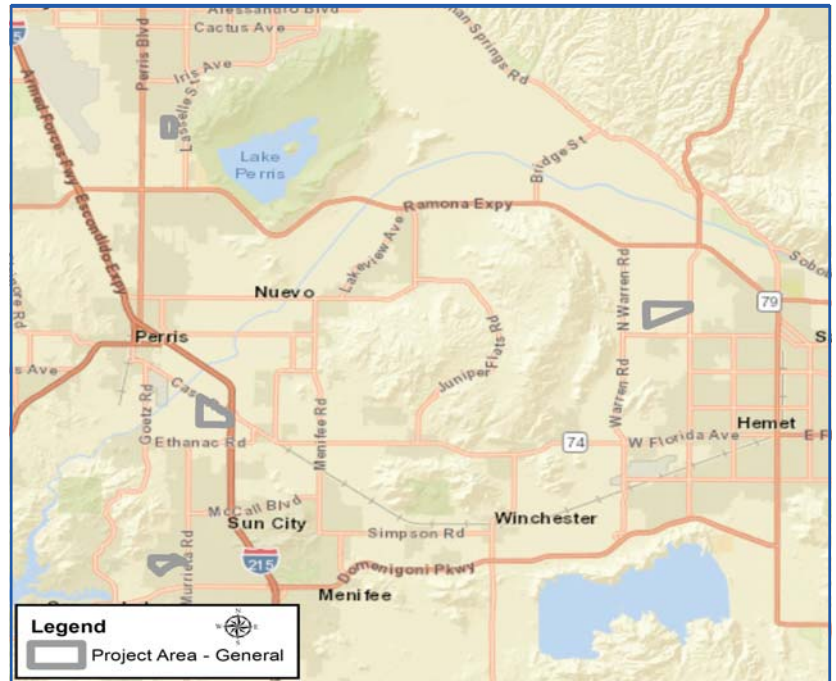 Alessandro Blvd
Cactus Ave
Perris Blvd
Iris Ave
Lasselle St
Springs Rd
Armed Forces Fwy
Escondido Expy
Lake
Perris
Bridge St
Ramona Expy
Lakeview Ave
Nuevo
N Warren Rd
79
Perris
Juniper Flats Rd
Goetz Rd
Menifee Rd
Warren Rd
Hemet
Ethanac Rd
74
W Florida Ave
McCall Blvd
Sun City
Winchester
Simpson Rd
Murrieta Rd
215
Domenigoni Pkwy
Menifee
Legend
N
W
E
S
Project Area - General